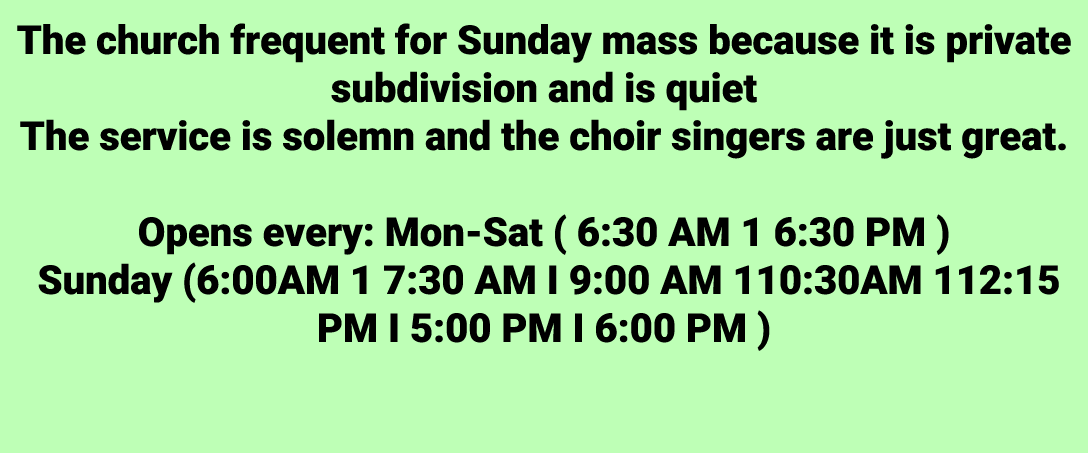 The church frequent for Sunday mass because it is private
subdivision and is quiet
The service is solemn and the choir singers are just great.
Opens every: Mon-Sat ( 6:30 AM 1 6:30 PM )
Sunday (6:00AM 1 7:30 AM I 9:00 AM 110:30AM 112:15
PM I 5:00 PM I 6:00 PM )